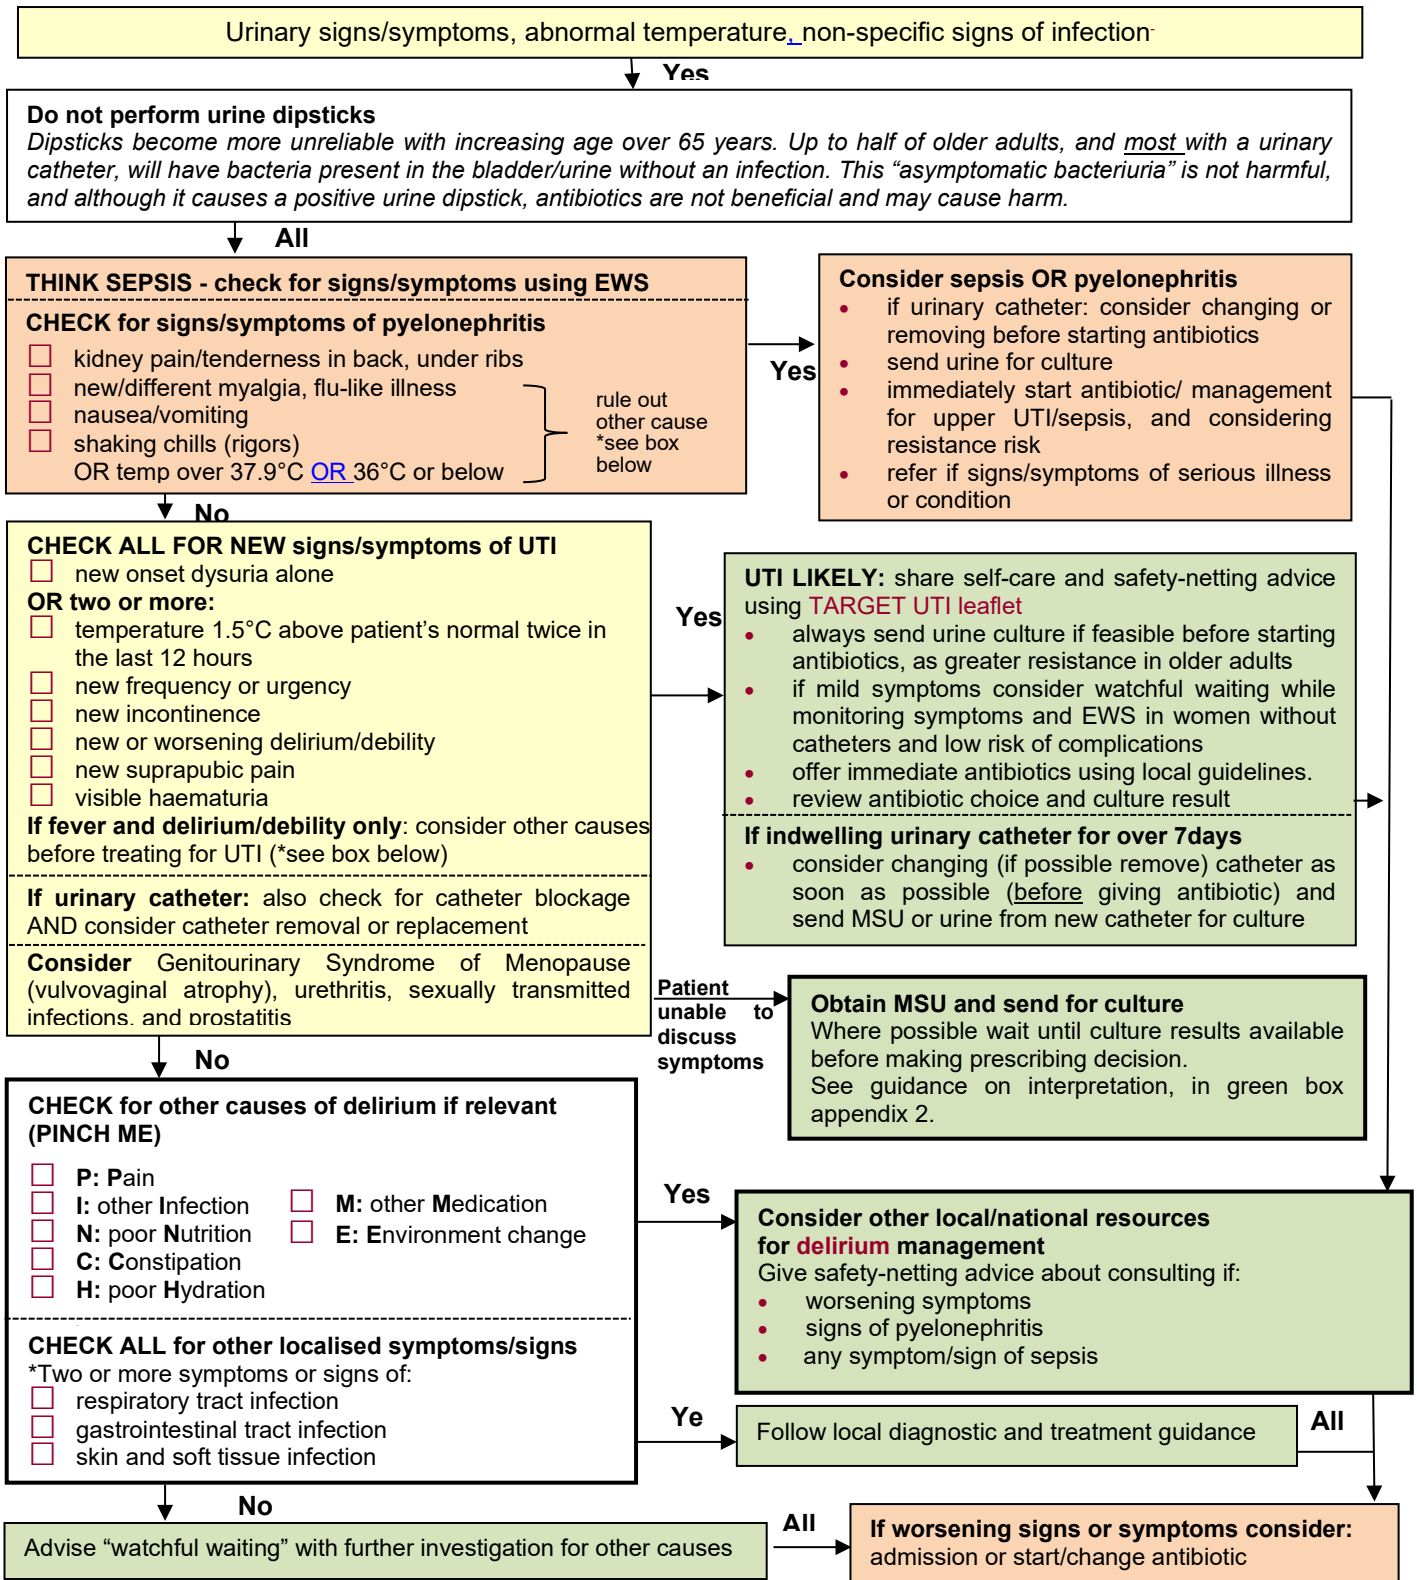 Urinary signs/symptoms, abnormal temperature, non-specific signs of infection
Yes
Do not perform urine dipsticks
Dipsticks become more unreliable with increasing age over 65 years. Up to half of older adults, and most with a urinary
catheter, will have bacteria present in the bladder/urine without an infection. This “asymptomatic bacteriuria” is not harmful,
and although it causes a positive urine dipstick, antibiotics are not beneficial and may cause harm.
All
THINK SEPSIS - check for signs/symptoms using EWS
CHECK for signs/symptoms of pyelonephritis
kidney pain/tenderness in back, under ribs
new/different myalgia, flu-like illness
nausea/vomiting
shaking chills (rigors)
OR temp over 37.9°C OR 36°C or below
rule out
other cause
*see box
below
Yes
Consider sepsis OR pyelonephritis
• if urinary catheter: consider changing or
removing before starting antibiotics
• send urine for culture
• immediately start antibiotic/ management
for upper UTI/sepsis, and considering
resistance risk
• refer if signs/symptoms of serious illness
or condition
No
CHECK ALL FOR NEW signs/symptoms of UTI
new onset dysuria alone
OR two or more:
temperature 1.5°C above patient’s normal twice in
the last 12 hours
new frequency or urgency
new incontinence
new or worsening delirium/debility
new suprapubic pain
visible haematuria
If fever and delirium/debility only: consider other causes
before treating for UTI (*see box below)
If urinary catheter: also check for catheter blockage
AND consider catheter removal or replacement
Consider Genitourinary Syndrome of Menopause
(vulvovaginal atrophy), urethritis, sexually transmitted
infections, and prostatitis
Yes
UTI LIKELY: share self-care and safety-netting advice
using TARGET UTI leaflet
• always send urine culture if feasible before starting
antibiotics, as greater resistance in older adults
• if mild symptoms consider watchful waiting while
monitoring symptoms and EWS in women without
catheters and low risk of complications
• offer immediate antibiotics using local guidelines.
• review antibiotic choice and culture result
If indwelling urinary catheter for over 7days
• consider changing (if possible remove) catheter as
soon as possible (before giving antibiotic) and
send MSU or urine from new catheter for culture
Patient
unable to
discuss
symptoms
Obtain MSU and send for culture
Where possible wait until culture results available
before making prescribing decision.
See guidance on interpretation, in green box
appendix 2.
No
CHECK for other causes of delirium if relevant
(PINCH ME)
P: Pain
I: other Infection
N: poor Nutrition
C: Constipation
H: poor Hydration
M: other Medication
E: Environment change
Yes
Consider other local/national resources
for delirium management
Give safety-netting advice about consulting if:
• worsening symptoms
• signs of pyelonephritis
• any symptom/sign of sepsis
CHECK ALL for other localised symptoms/signs
*Two or more symptoms or signs of:
respiratory tract infection
gastrointestinal tract infection
skin and soft tissue infection
Ye
Follow local diagnostic and treatment guidance
All
No
Advise “watchful waiting” with further investigation for other causes
All
If worsening signs or symptoms consider:
admission or start/change antibiotic